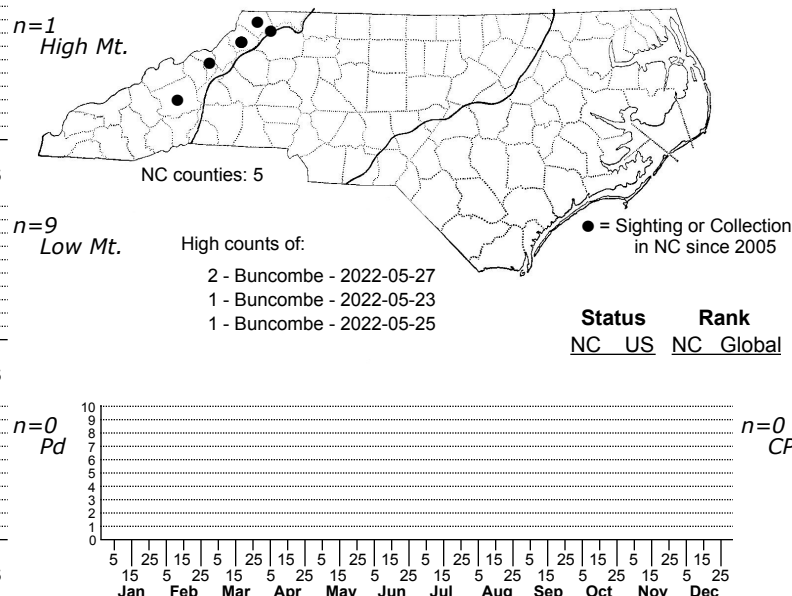 n=1
High Mt.
NC counties: 5
n=9
Low Mt.
High counts of:
2 - Buncombe - 2022-05-27
1 - Buncombe - 2022-05-23
1 - Buncombe - 2022-05-25
● = Sighting or Collection
in NC since 2005
Status Rank
NC US NC Global
n=0
Pd
10
9
8
7
6
5
4
3
2
1
0
n=0
CP
5 25 15 5 25 15 5 25 15 5 25 15 5 25 15 5 25 15
15 5 25 15 5 25 15 5 25 15 5 25 15 5 25 15 5 25
Jan Feb Mar Apr May Jun Jul Aug Sep Oct Nov Dec